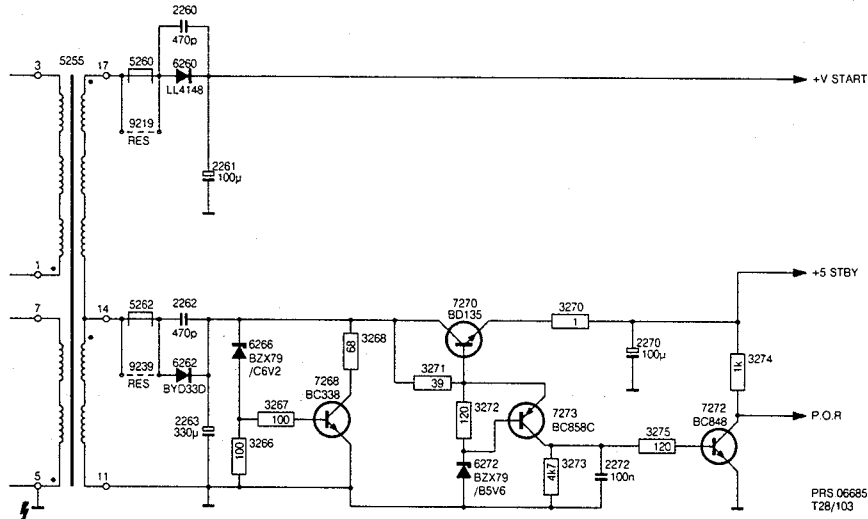 2260
470p
3
5255
17
5260
6260
LL4148
+V START
9219
RES
2261
100µ
1
+5 STBY
7
14
5262
2262
470p
7270
BD135
3270
1
6266
BZX79
/C6V2
3268
68
9239
RES
6262
BYD33D
2270
100µ
3274
1k
3271
39
7268
BC338
7273
BC858C
7272
BC848
P.O.R
3267
100
120
3272
2263
330µ
3275
120
100
3266
6272
BZX79
/B5V6
4k7
3273
2272
100n
5
11
PRS.06685
T28/103